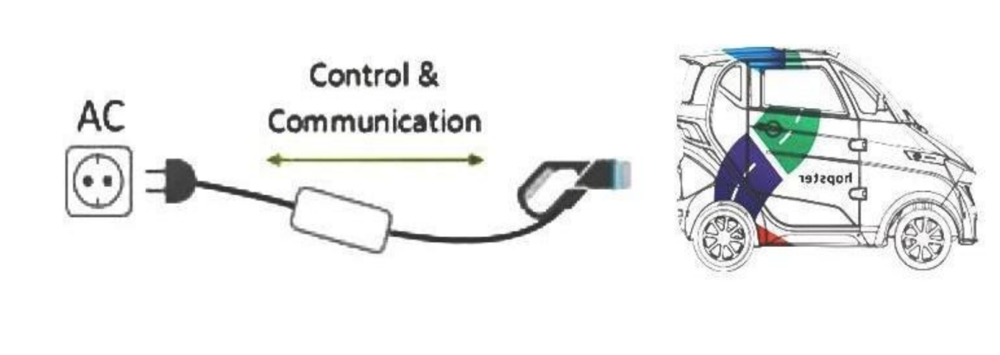 AC
Control &
Communication
hopster